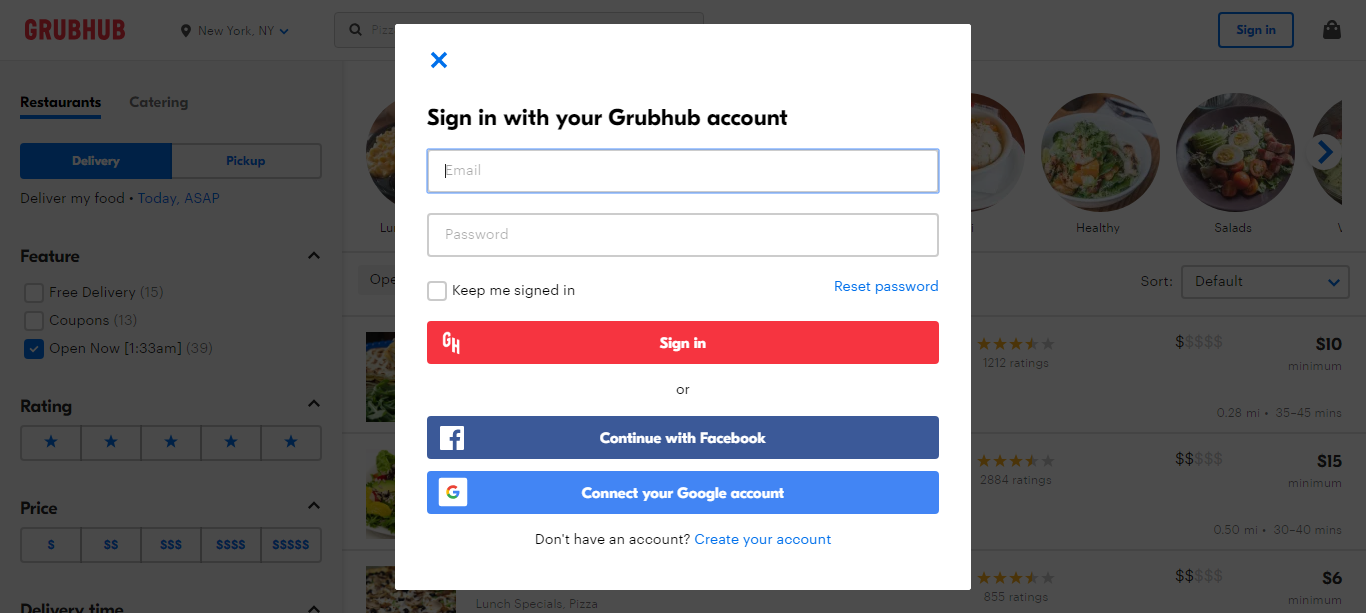 GRUBHUB
New York, NY
Sign in
Restaurants
Catering
Delivery
Pickup
Deliver my food • Today, ASAP
Feature
Free Delivery (15)
Coupons (13)
Open Now [1:33am] (39)
Rating
Price
$
$$
$$$
$$$$
$$$$$
Delivery time
Sign in with your Grubhub account
Email
Password
Keep me signed in
Reset password
GH
Sign in
or
Continue with Facebook
Connect your Google account
Don't have an account? Create your account
Healthy
Salads
Sort:
Default
1212 ratings
$$$$$
$10
minimum
0.28 mi • 35–45 mins
2884 ratings
$$$$$
$15
minimum
0.50 mi • 30–40 mins
855 ratings
$$$$$
$6
minimum
Lunch Specials, Pizza